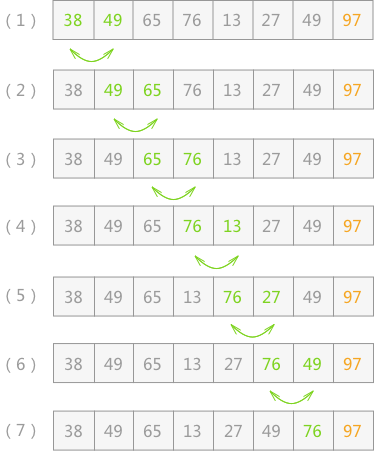 (1) 38 49 65 76 13 27 49 97
(2) 38 49 65 76 13 27 49 97
(3) 38 49 65 76 13 27 49 97
(4) 38 49 65 76 13 27 49 97
(5) 38 49 65 13 76 27 49 97
(6) 38 49 65 13 27 76 49 97
(7) 38 49 65 13 27 49 76 97